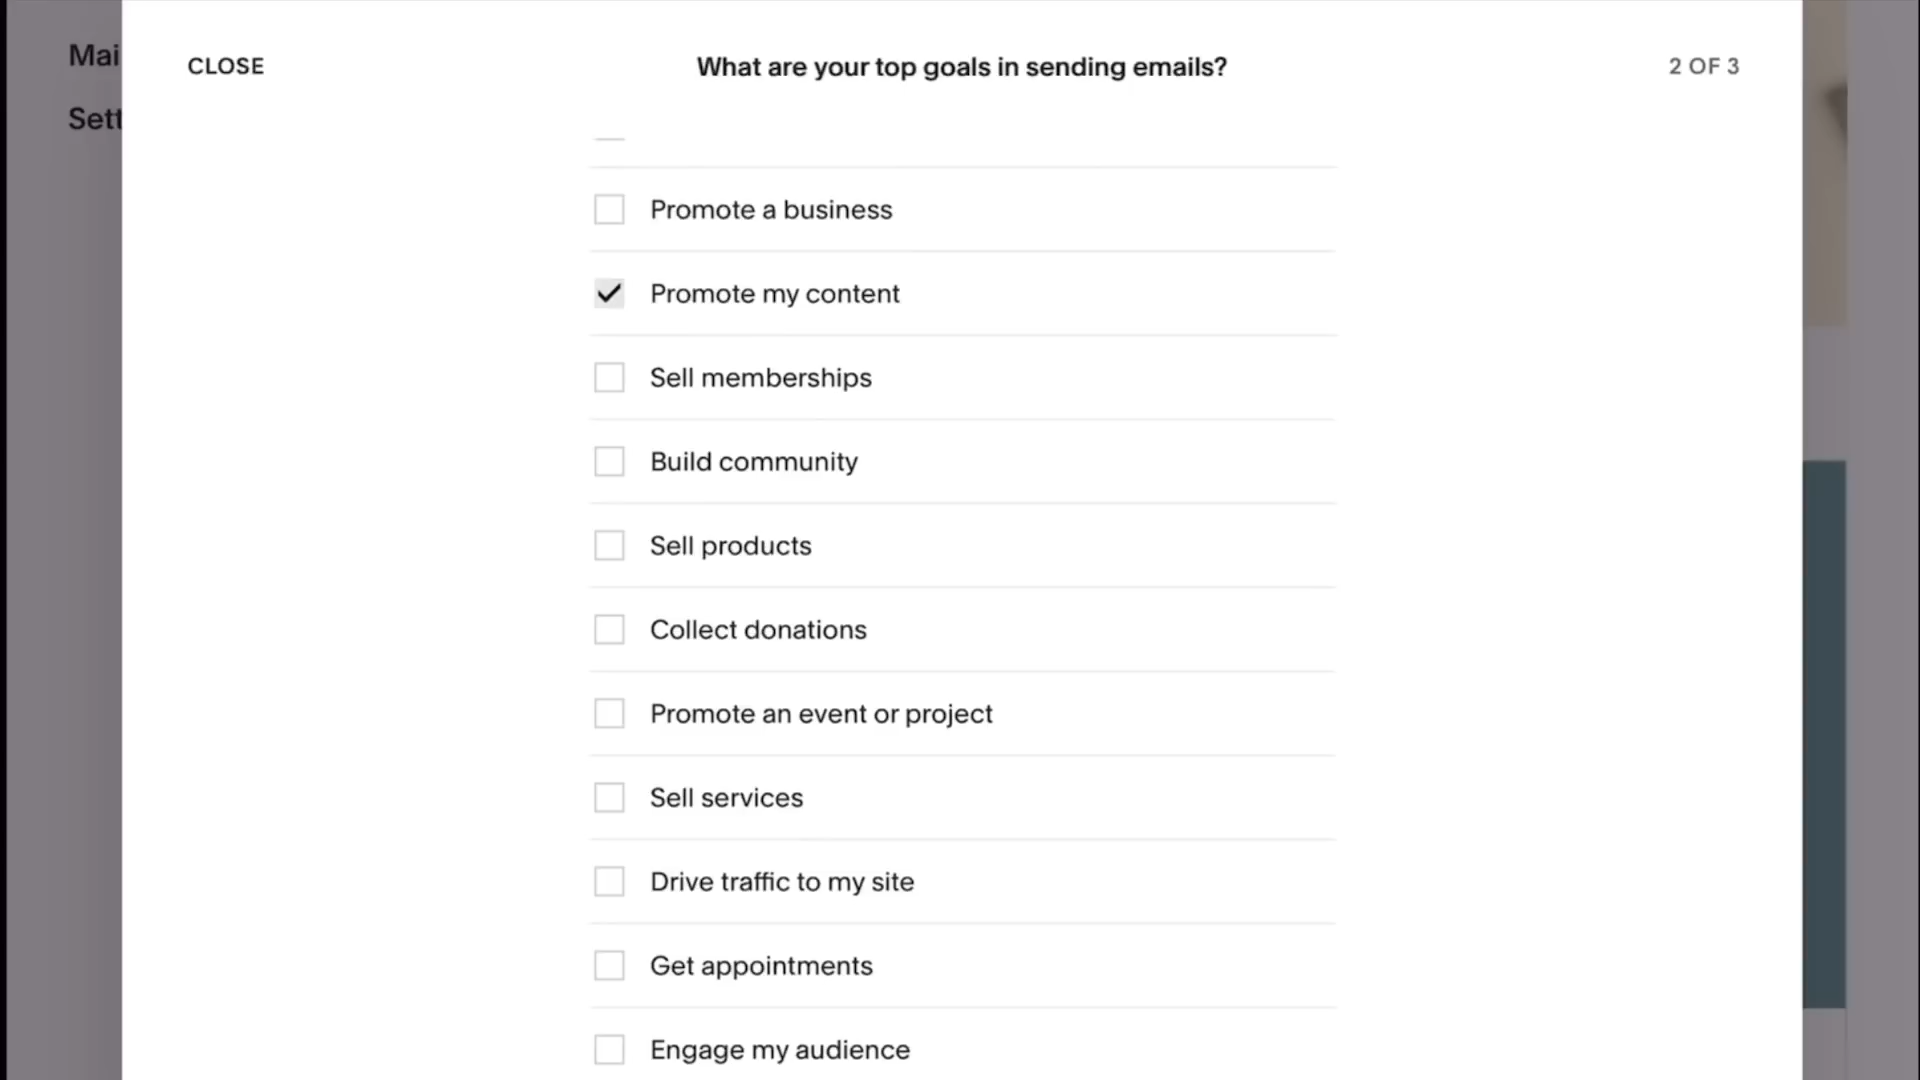 CLOSE
What are your top goals in sending emails?
2 OF 3
Mai
Sett
Promote a business
Promote my content
Sell memberships
Build community
Sell products
Collect donations
Promote an event or project
Sell services
Drive traffic to my site
Get appointments
Engage my audience